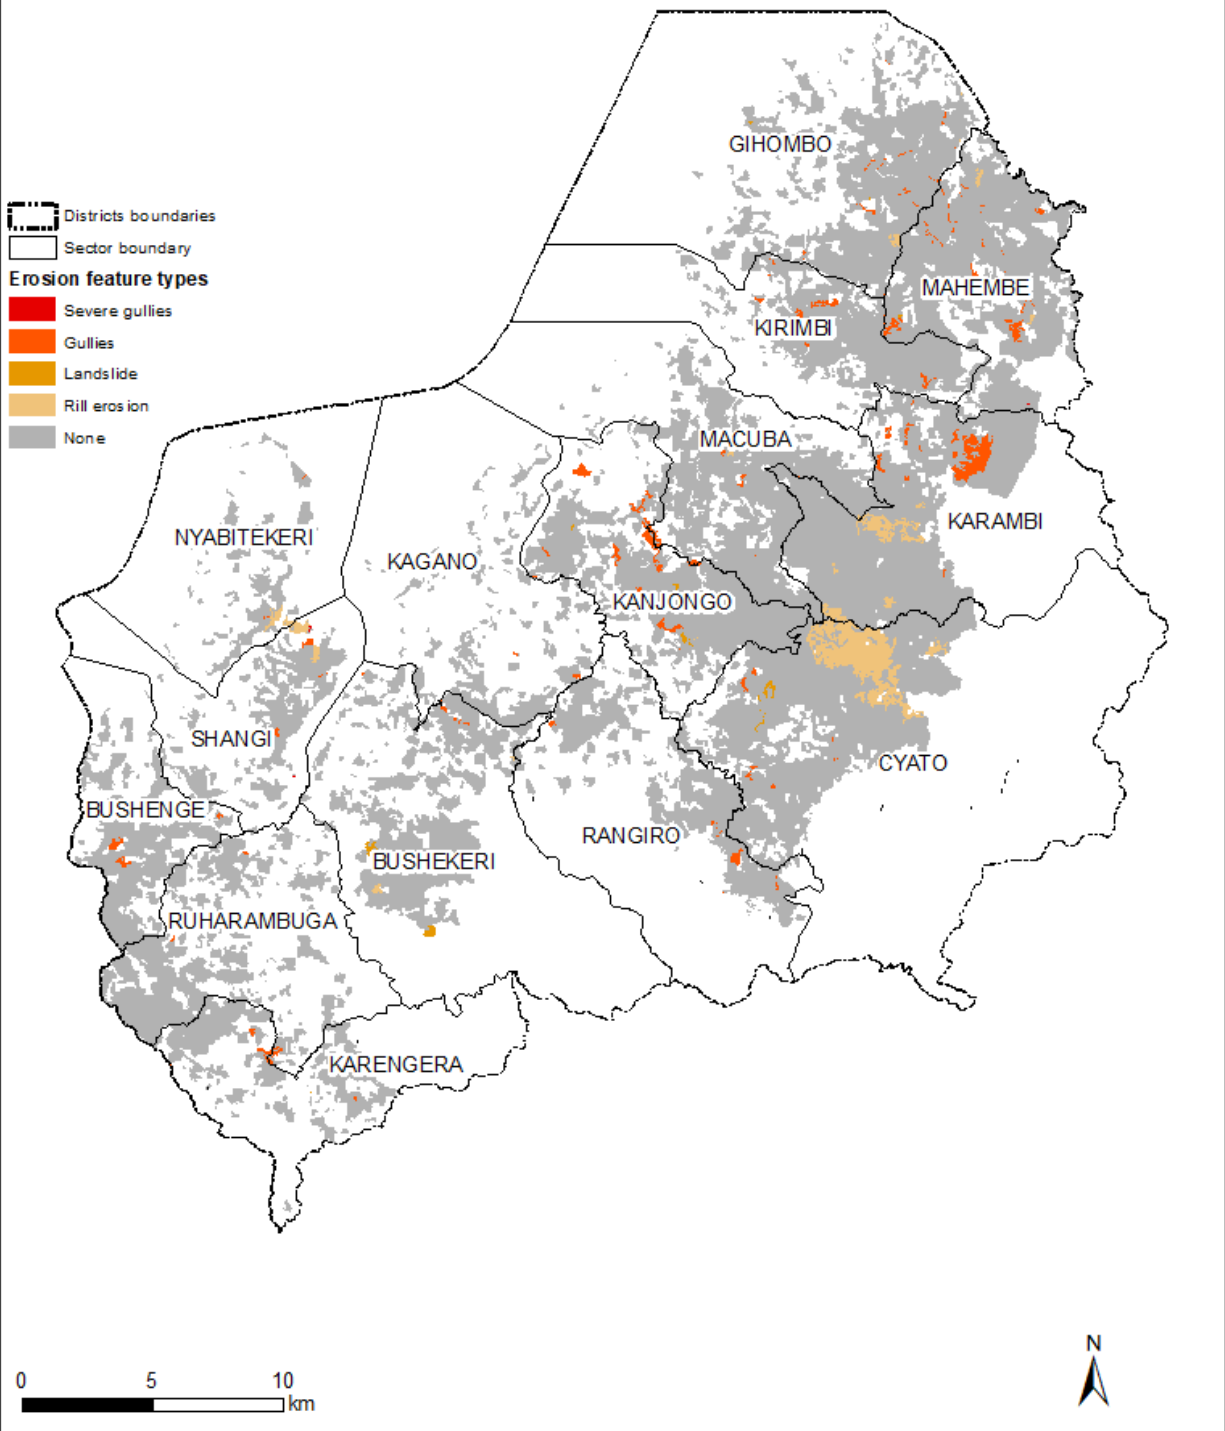 GIHOMBO
Districts boundaries
Sector boundary
Erosion feature types
Severe gullies
Gullies
Landslide
Rill erosion
None
MAHEMBE
KIRIMBI
MACUBA
KARAMBI
NYABITEKERI
KAGANO
KANJONGO
SHANGI
CYATO
BUSHENGE
RANGIRO
BUSHEKERI
RUHARAMBUGA
KARENGERA
N
0 5 10
km